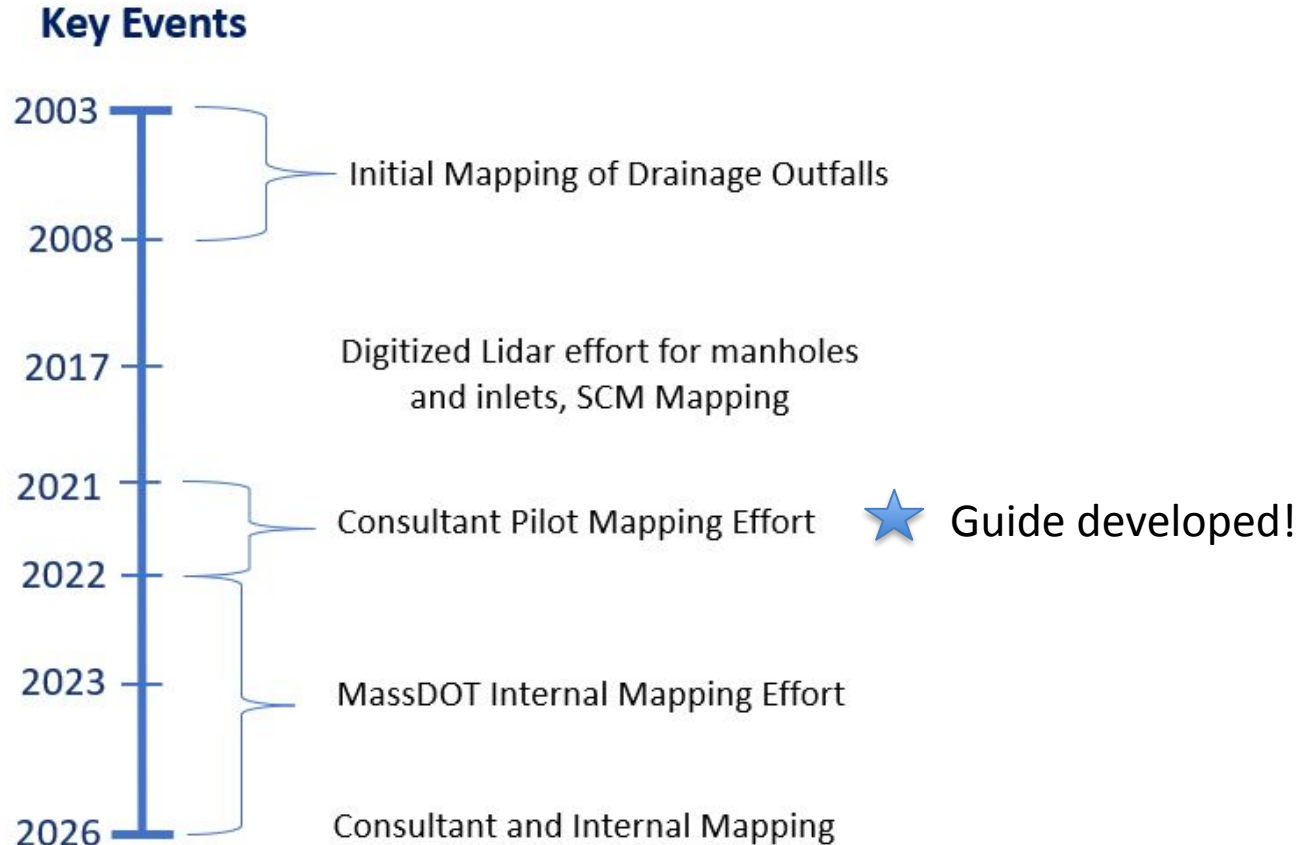 Key Events
2003
Initial Mapping of Drainage Outfalls
2008
Digitized Lidar effort for manholes
2017
and inlets, SCM Mapping
2021
Consultant Pilot Mapping Effort
Guide developed!
2022
2023
MassDOT Internal Mapping Effort
2026
Consultant and Internal Mapping